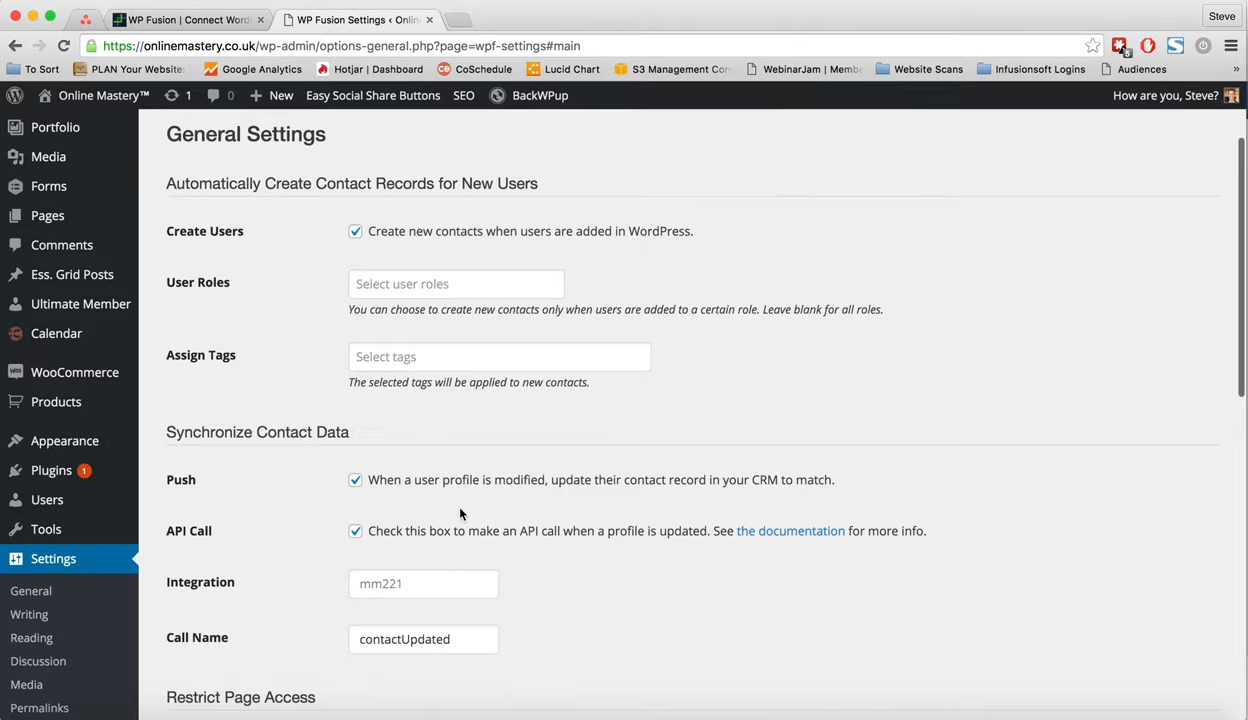 WP Fusion | Connect Word
WP Fusion Settings ‹ Onlin
Steve
https://onlinemastery.co.uk/wp-admin/options-general.php?page=wpf-settings#main
To Sort
PLAN Your Website:
Google Analytics
Hotjar | Dashboard
CoSchedule
Lucid Chart
S3 Management Con
WebinarJam | Memb
Website Scans
Infusionsoft Logins
Audiences
»
Online Mastery™
1
0
New
Easy Social Share Buttons
SEO
BackWPup
How are you, Steve?
Portfolio
Media
Forms
Pages
Comments
Ess. Grid Posts
Ultimate Member
Calendar
WooCommerce
Products
Appearance
Plugins 1
Users
Tools
Settings
General
Writing
Reading
Discussion
Media
Permalinks
General Settings
Automatically Create Contact Records for New Users
Create Users
Create new contacts when users are added in WordPress.
User Roles
Select user roles
You can choose to create new contacts only when users are added to a certain role. Leave blank for all roles.
Assign Tags
Select tags
The selected tags will be applied to new contacts.
Synchronize Contact Data
Push
When a user profile is modified, update their contact record in your CRM to match.
API Call
Check this box to make an API call when a profile is updated. See the documentation for more info.
Integration
mm221
Call Name
contactUpdated
Restrict Page Access